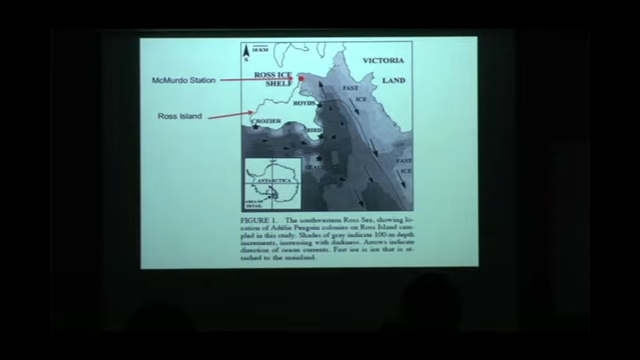 N
VICTORIA
LAND
McMurdo Station
ROSS ICE
SHELF
FAST
ICE
ROYDS
Ross Island
CROZIER
BIRD
FAST
ICE
ANTARCTICA
AREA OF
DETAIL
FIGURE 1. The southwestern Ross Sea, showing lo-
cation of Adélie Penguin colonies on Ross Island sam-
pled in this study. Shades of gray indicate 100-m depth
increments, increasing with darkness. Arrows indicate
direction of ocean currents. Fast ice is ice that is at-
tached to the mainland.